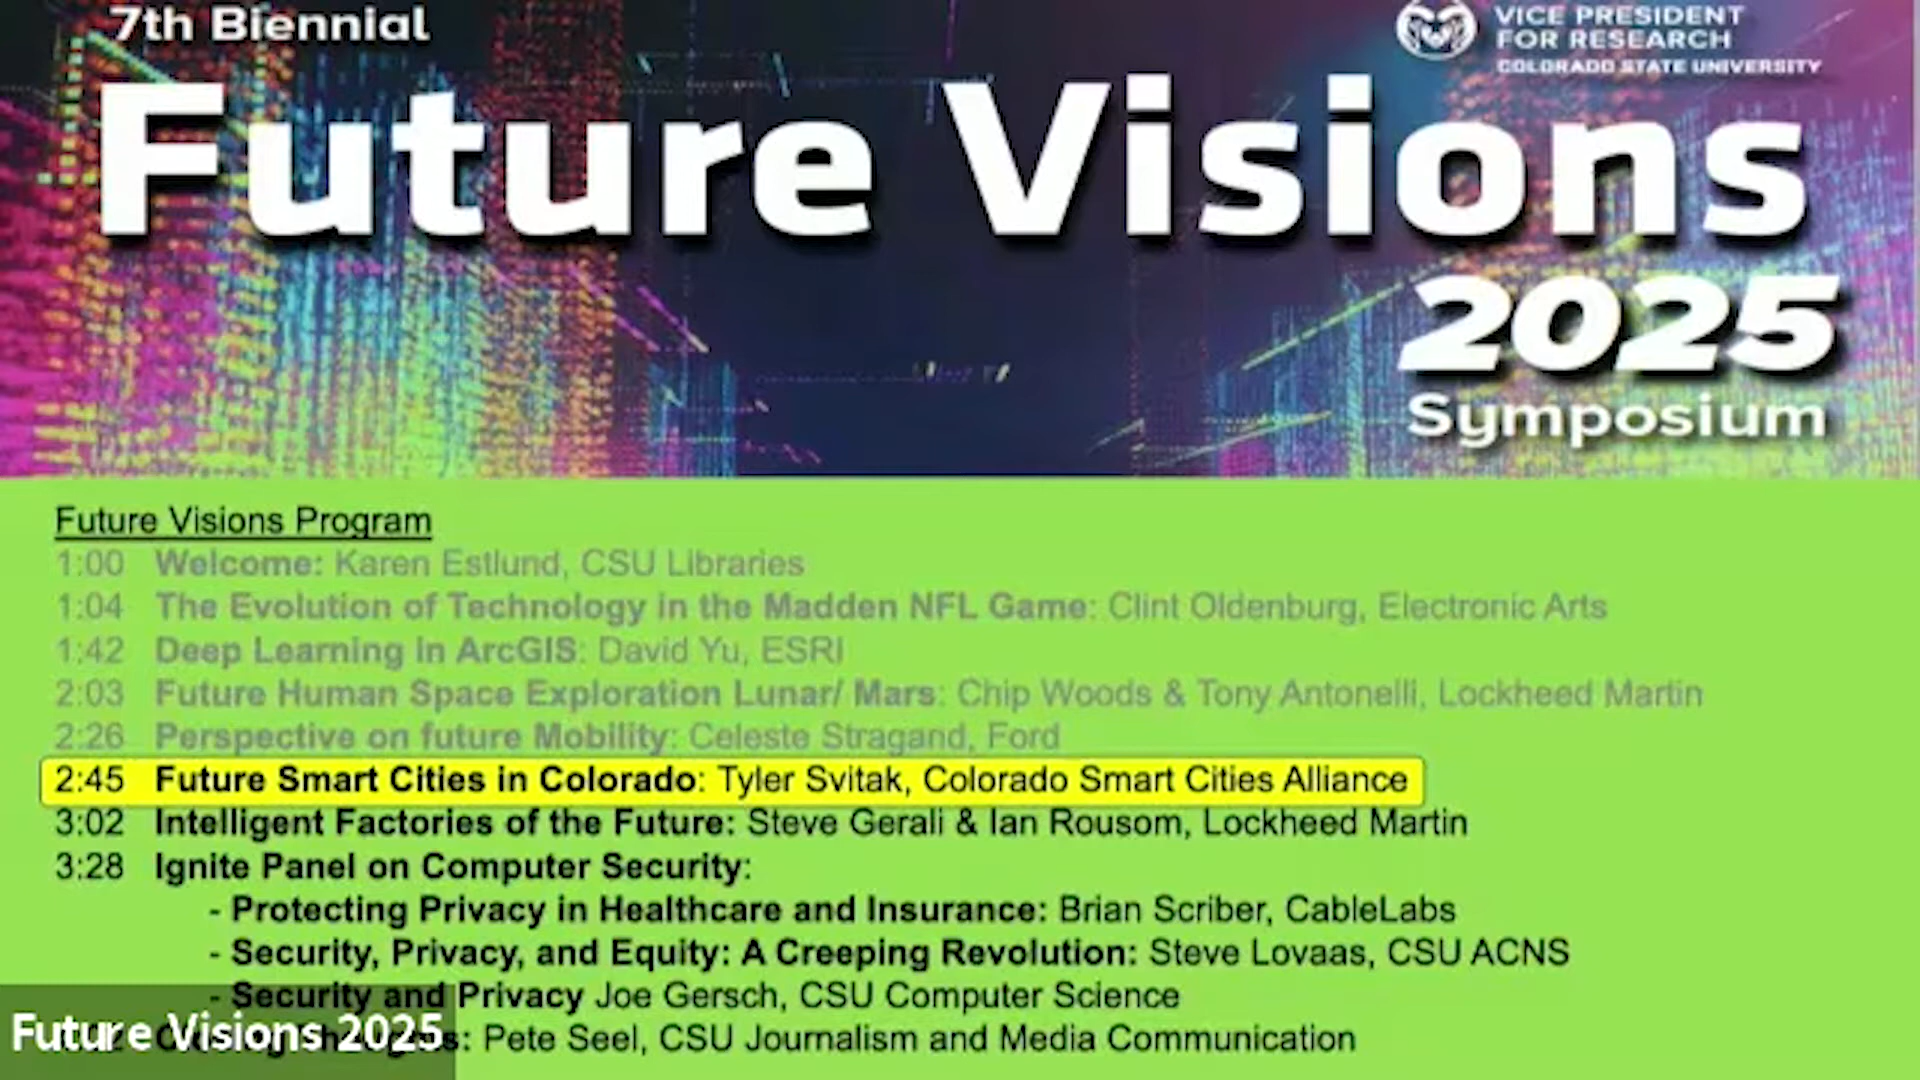 7th Biennial
VICE PRESIDENT
FOR RESEARCH
COLORADO STATE UNIVERSITY
Future Visions
2025
Symposium
Future Visions Program
1:00 Welcome: Karen Estlund, CSU Libraries
1:04 The Evolution of Technology in the Madden NFL Game: Clint Oldenburg, Electronic Arts
1:42 Deep Learning in ArcGIS: David Yu, ESRI
2:03 Future Human Space Exploration Lunar/ Mars: Chip Woods & Tony Antonelli, Lockheed Martin
2:26 Perspective on future Mobility: Celeste Stragand, Ford
2:45 Future Smart Cities in Colorado: Tyler Svitak, Colorado Smart Cities Alliance
3:02 Intelligent Factories of the Future: Steve Gerali & Ian Rousom, Lockheed Martin
3:28 Ignite Panel on Computer Security:
- Protecting Privacy in Healthcare and Insurance: Brian Scriber, CableLabs
- Security, Privacy, and Equity: A Creeping Revolution: Steve Lovaas, CSU ACNS
- Security and Privacy Joe Gersch, CSU Computer Science
Pete Seel, CSU Journalism and Media Communication
Future Visions 2025